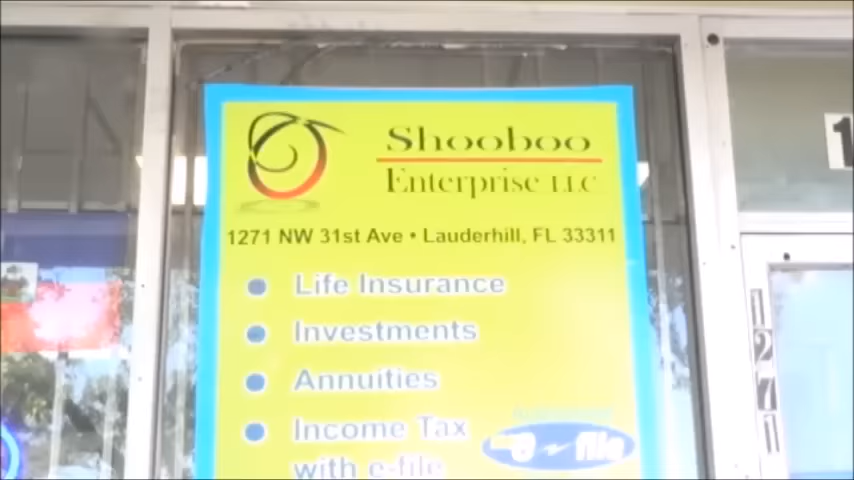 Shooboo
Enterprise LLC
1271 NW 31st Ave • Lauderhill, FL 33311
Life Insurance
Investments
Annuities
Income Tax
with e-file
e file
1
1271